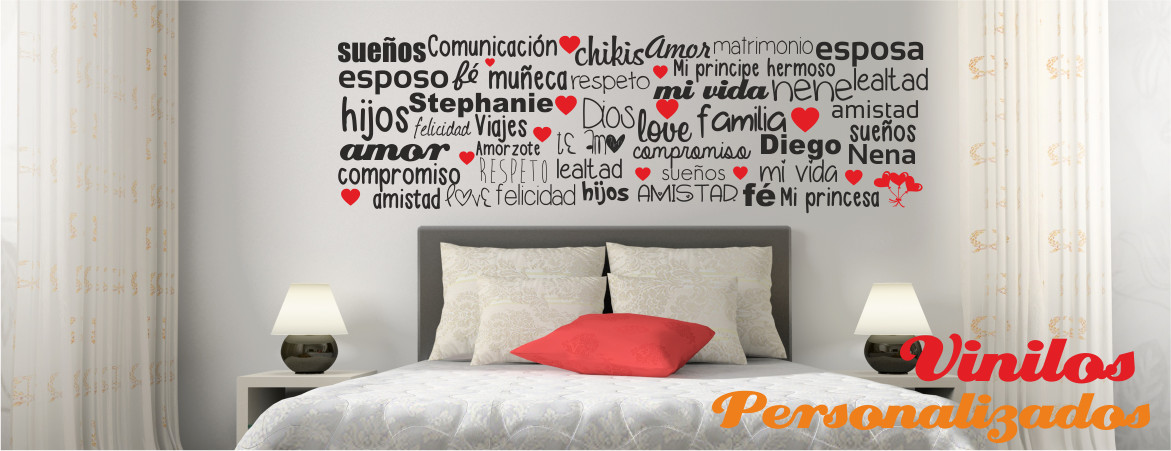 sueños Comunicación chikis Amor matrimonio esposa
esposo fé muñeca respeto Mi principe hermoso nene lealtad
mi vida
hijos Stephanie Dios love familia amistad
felicidad Viajes TE AMO sueños
amor Amorzote compromiso Diego Nena
compromiso RESPETO lealtad sueños mi vida
amistad love felicidad hijos AMISTAD fé Mi princesa
Vinilos
Personalizados